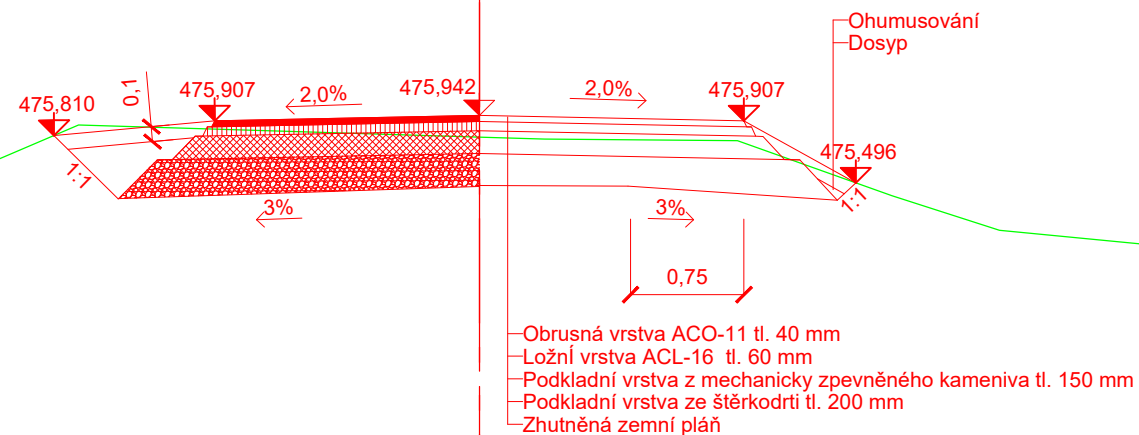 Ohumusování
Dosyp
475,810
0,1
475,907
2,0%
475,942
2,0%
475,907
475,496
1:1
1:1
3%
3%
0,75
Obrusná vrstva ACO-11 tl. 40 mm
Ložní vrstva ACL-16 tl. 60 mm
Podkladní vrstva z mechanicky zpevněného kameniva tl. 150 mm
Podkladní vrstva ze štěrkodrti tl. 200 mm
Zhutněná zemní pláň